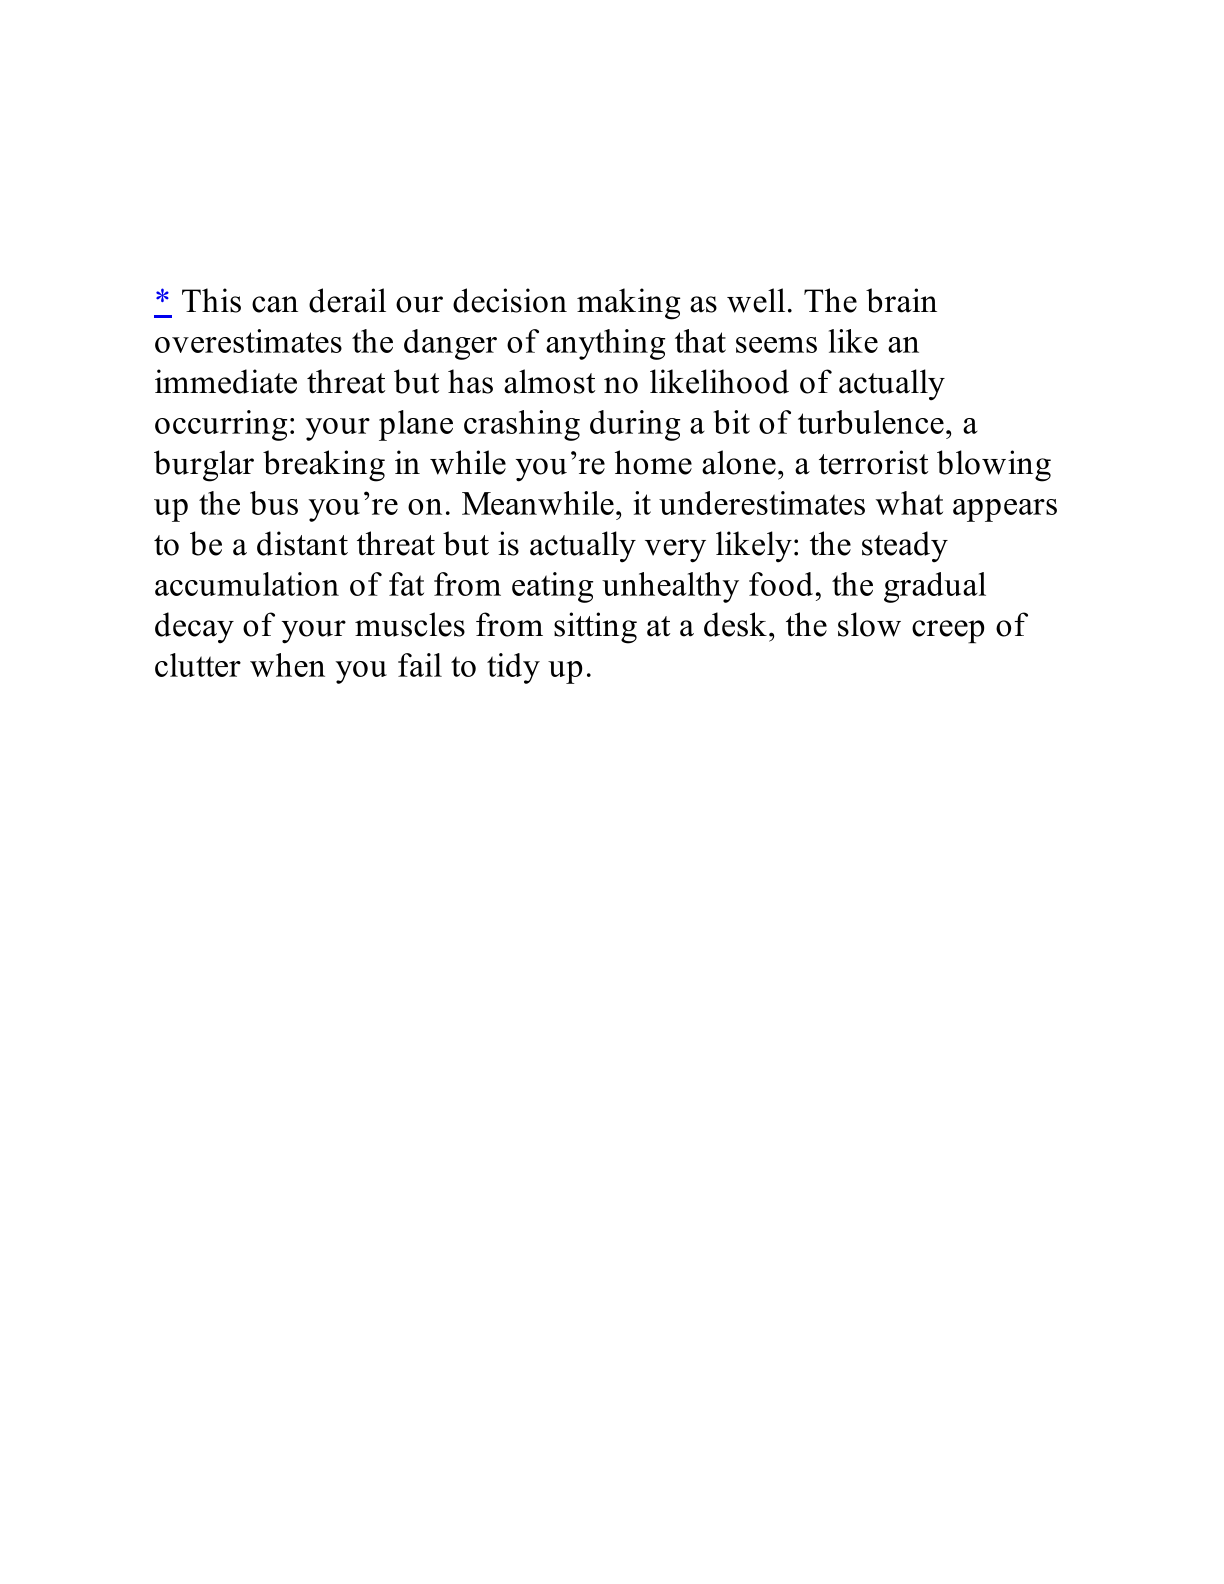 * This can derail our decision making as well. The brain
overestimates the danger of anything that seems like an
immediate threat but has almost no likelihood of actually
occurring: your plane crashing during a bit of turbulence, a
burglar breaking in while you’re home alone, a terrorist blowing
up the bus you’re on. Meanwhile, it underestimates what appears
to be a distant threat but is actually very likely: the steady
accumulation of fat from eating unhealthy food, the gradual
decay of your muscles from sitting at a desk, the slow creep of
clutter when you fail to tidy up.